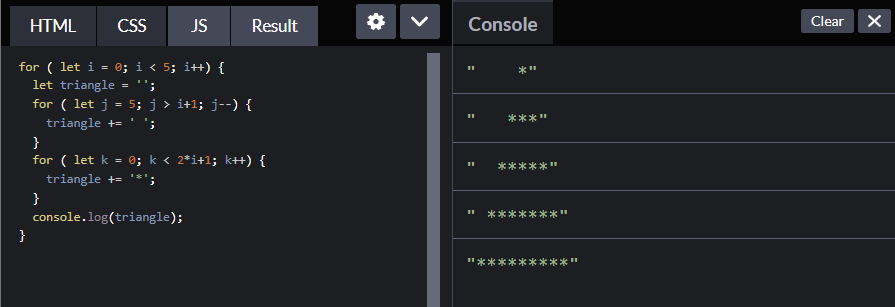 HTML CSS JS Result
for ( let i = 0; i < 5; i++) {
  let triangle = '';
  for ( let j = 5; j > i+1; j--) {
    triangle += ' ';
  }
  for ( let k = 0; k < 2*i+1; k++) {
    triangle += '*';
  }
  console.log(triangle);
}
Console Clear
"    *"
"   ***"
"  *****"
" *******"
"*********"